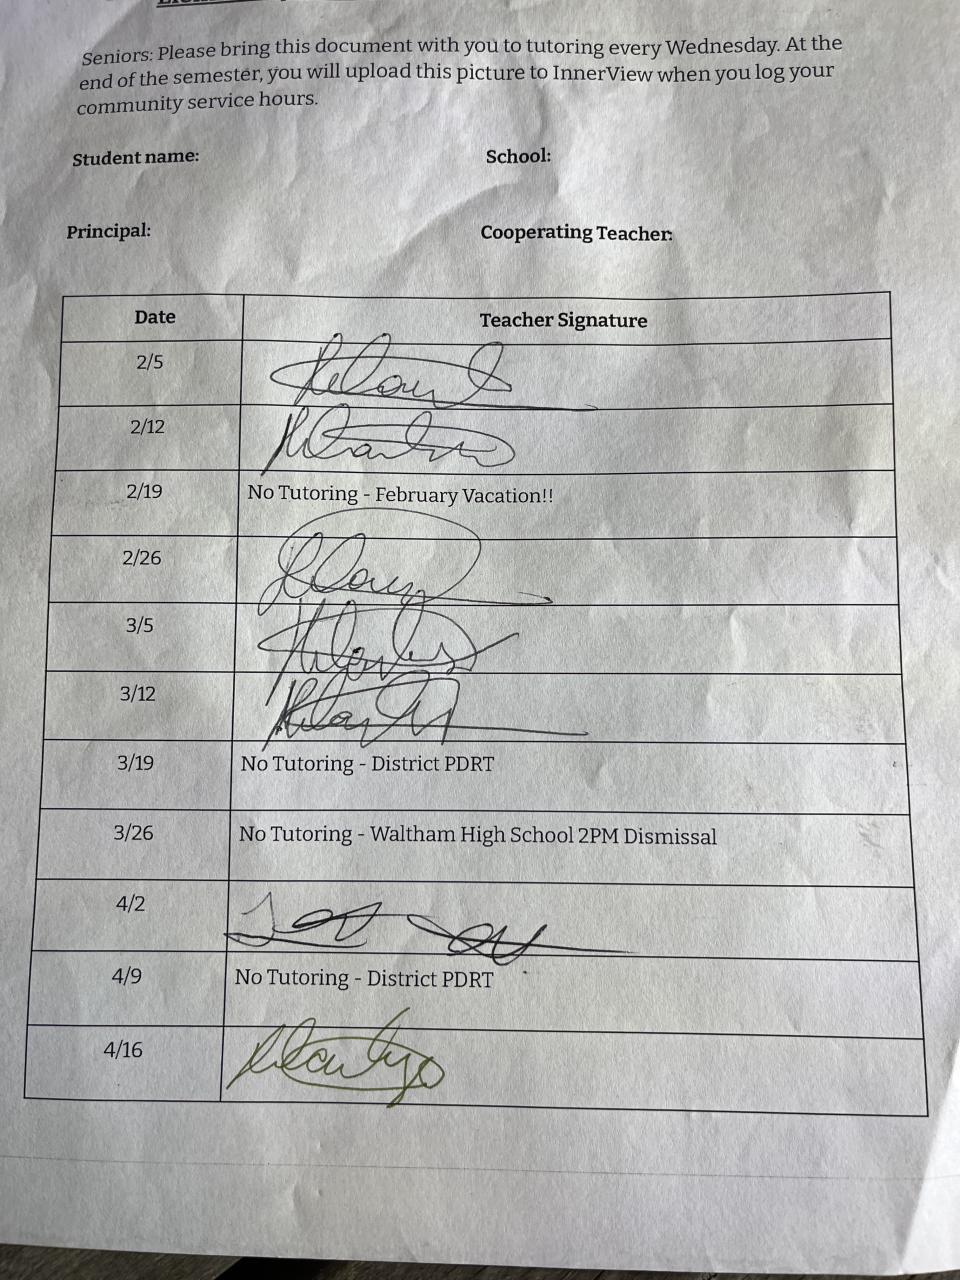 Seniors: Please bring this document with you to tutoring every Wednesday. At the
end of the semester, you will upload this picture to InnerView when you log your
community service hours.
Student name: School:
Principal: Cooperating Teacher:
Date Teacher Signature
2/5
2/12
2/19 No Tutoring - February Vacation!!
2/26
3/5
3/12
3/19 No Tutoring - District PDRT
3/26 No Tutoring - Waltham High School 2PM Dismissal
4/2
4/9 No Tutoring - District PDRT
4/16